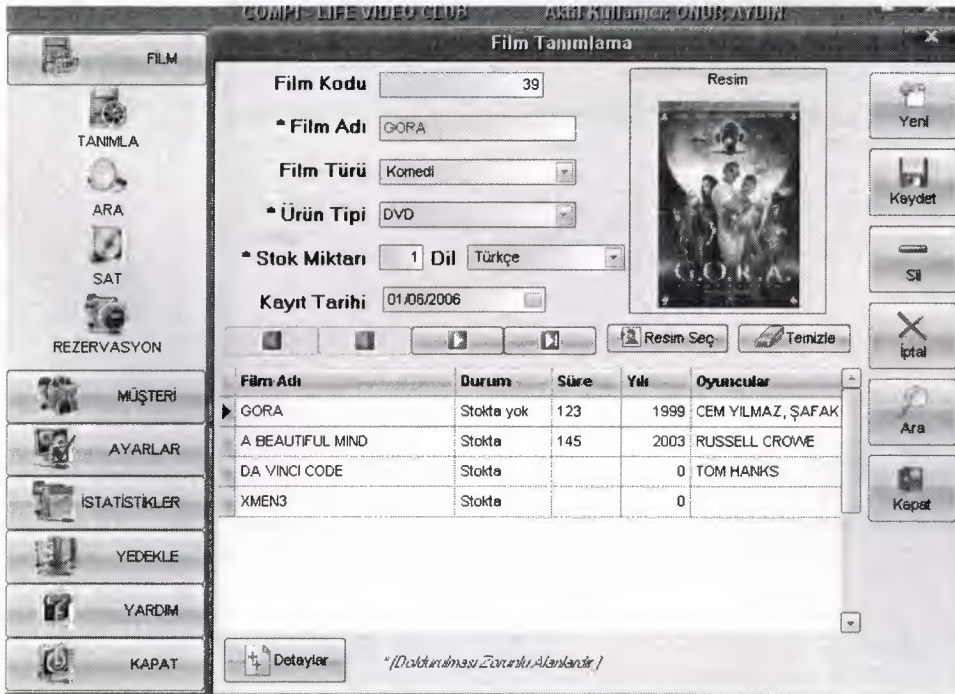 COMPI - LIFE VIDEO CLUB Aktif Kullanıcı: ONUR AYDIN
Film Tanımlama
FILM
TANIMLA
ARA
SAT
REZERVASYON
MÜŞTERİ
AYARLAR
İSTATİSTİKLER
YEDEKLE
YARDIM
KAPAT
Film Kodu 39
* Film Adı GORA
Film Türü Komedi
* Ürün Tipi DVD
* Stok Miktarı 1 Dil Türkçe
Kayıt Tarihi 01/06/2006
Resim
G.O.R.A.
Resim Seç
Temizle
Film Adı Durum Süre Yılı Oyuncular
GORA Stokta yok 123 1999 CEM YILMAZ, ŞAFAK
A BEAUTIFUL MIND Stokta 145 2003 RUSSELL CROWE
DA VINCI CODE Stokta 0 TOM HANKS
XMEN3 Stokta 0
Detaylar
* [Doldurulması Zorunlu Alanlardır.]
Yeni
Kaydet
Sil
İptal
Ara
Kapat